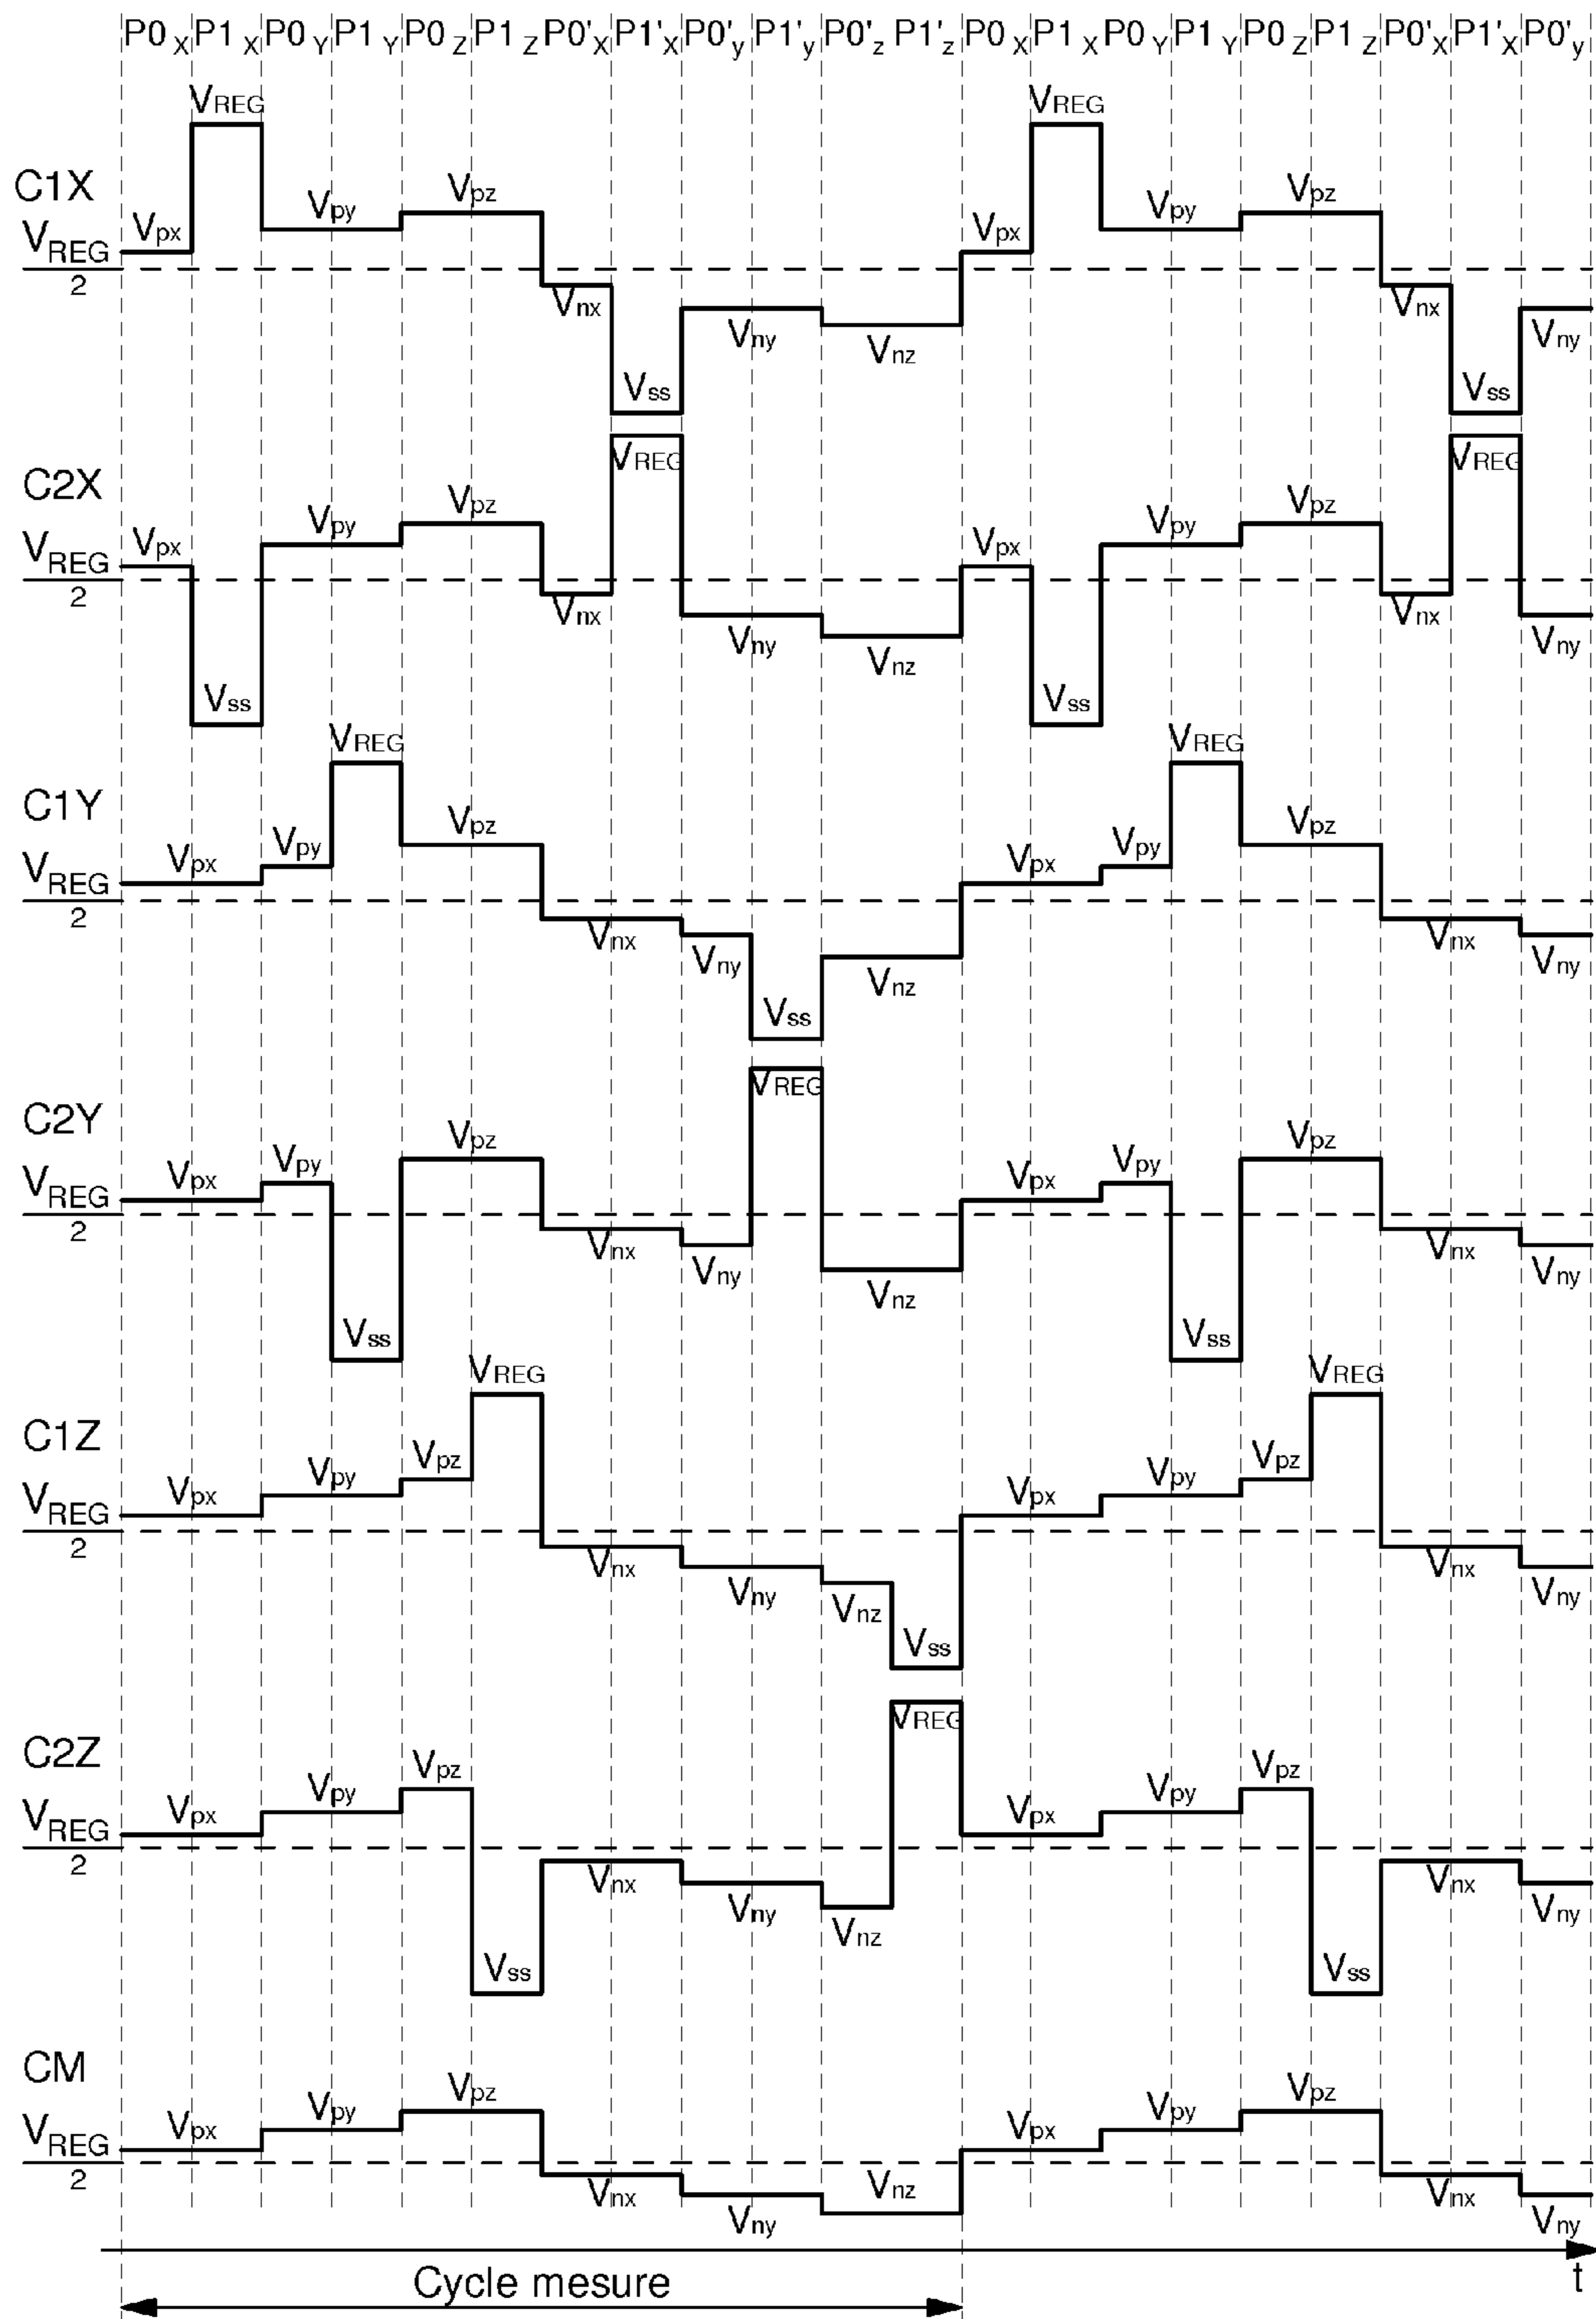 P0X P1X P0Y P1Y P0Z P1Z P0'X P1'X P0'y P1'y P0'z P1'z P0X P1X P0Y P1Y P0Z P1Z P0'X P1'X P0'y
VREG VREG
C1X
Vpx Vpy Vpz Vpx Vpy Vpz
VREG
2
Vnx Vny Vnz Vnx Vny
Vss Vss
VREG VREG
C2X
Vpx Vpy Vpz Vpx Vpy Vpz
VREG
2
Vnx Vny Vnz Vnx Vny
Vss Vss
VREG VREG
C1Y
Vpx Vpy Vpz Vpx Vpy Vpz
VREG
2
Vnx Vny Vnz Vnx Vny
Vss
VREG
C2Y
Vpx Vpy Vpz Vpx Vpy Vpz
VREG
2
Vnx Vny Vnz Vnx Vny
Vss Vss
VREG VREG
C1Z
Vpx Vpy Vpz Vpx Vpy Vpz
VREG
2
Vnx Vny Vnz Vnx Vny
Vss
VREG
C2Z
Vpx Vpy Vpz Vpx Vpy Vpz
VREG
2
Vnx Vny Vnz Vnx Vny
Vss Vss
CM
Vpx Vpy Vpz Vpx Vpy Vpz
VREG
2
Vnx Vny Vnz Vnx Vny
Cycle mesure
t